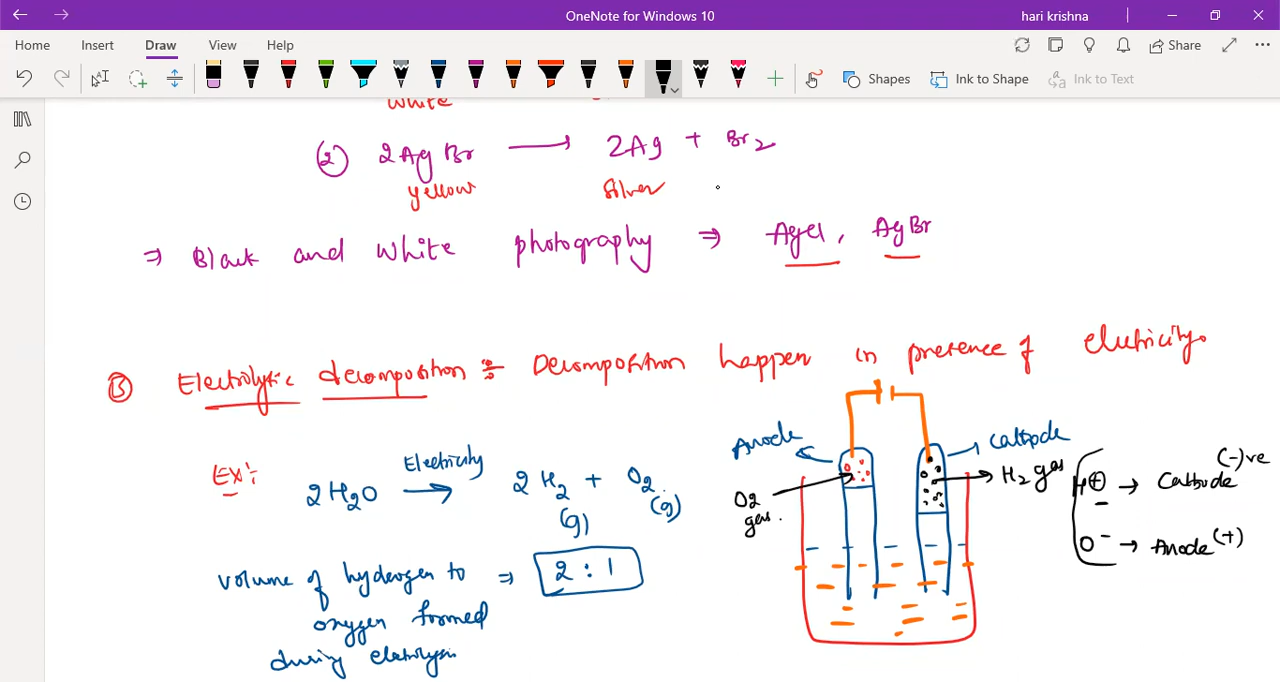 OneNote for Windows 10
hari krishna
Home Insert Draw View Help
Share
Shapes Ink to Shape Ink to Text
White
(2) 2AgBr → 2Ag + Br2
yellow silver
⇒ Black and White photography ⇒ AgCl, AgBr
(3) Electrolytic decomposition :- Decomposition happen in presence of electricity.
Ex:-
2H2O Electricity → 2H2 (g) + O2 (g)
volume of hydrogen to ⇒ 2 : 1
oxygen formed
during eletrolysis
Anode
Cathode
O2
gas.
H2 gas
H+ → Cathode (-)ve
O- → Anode (+)